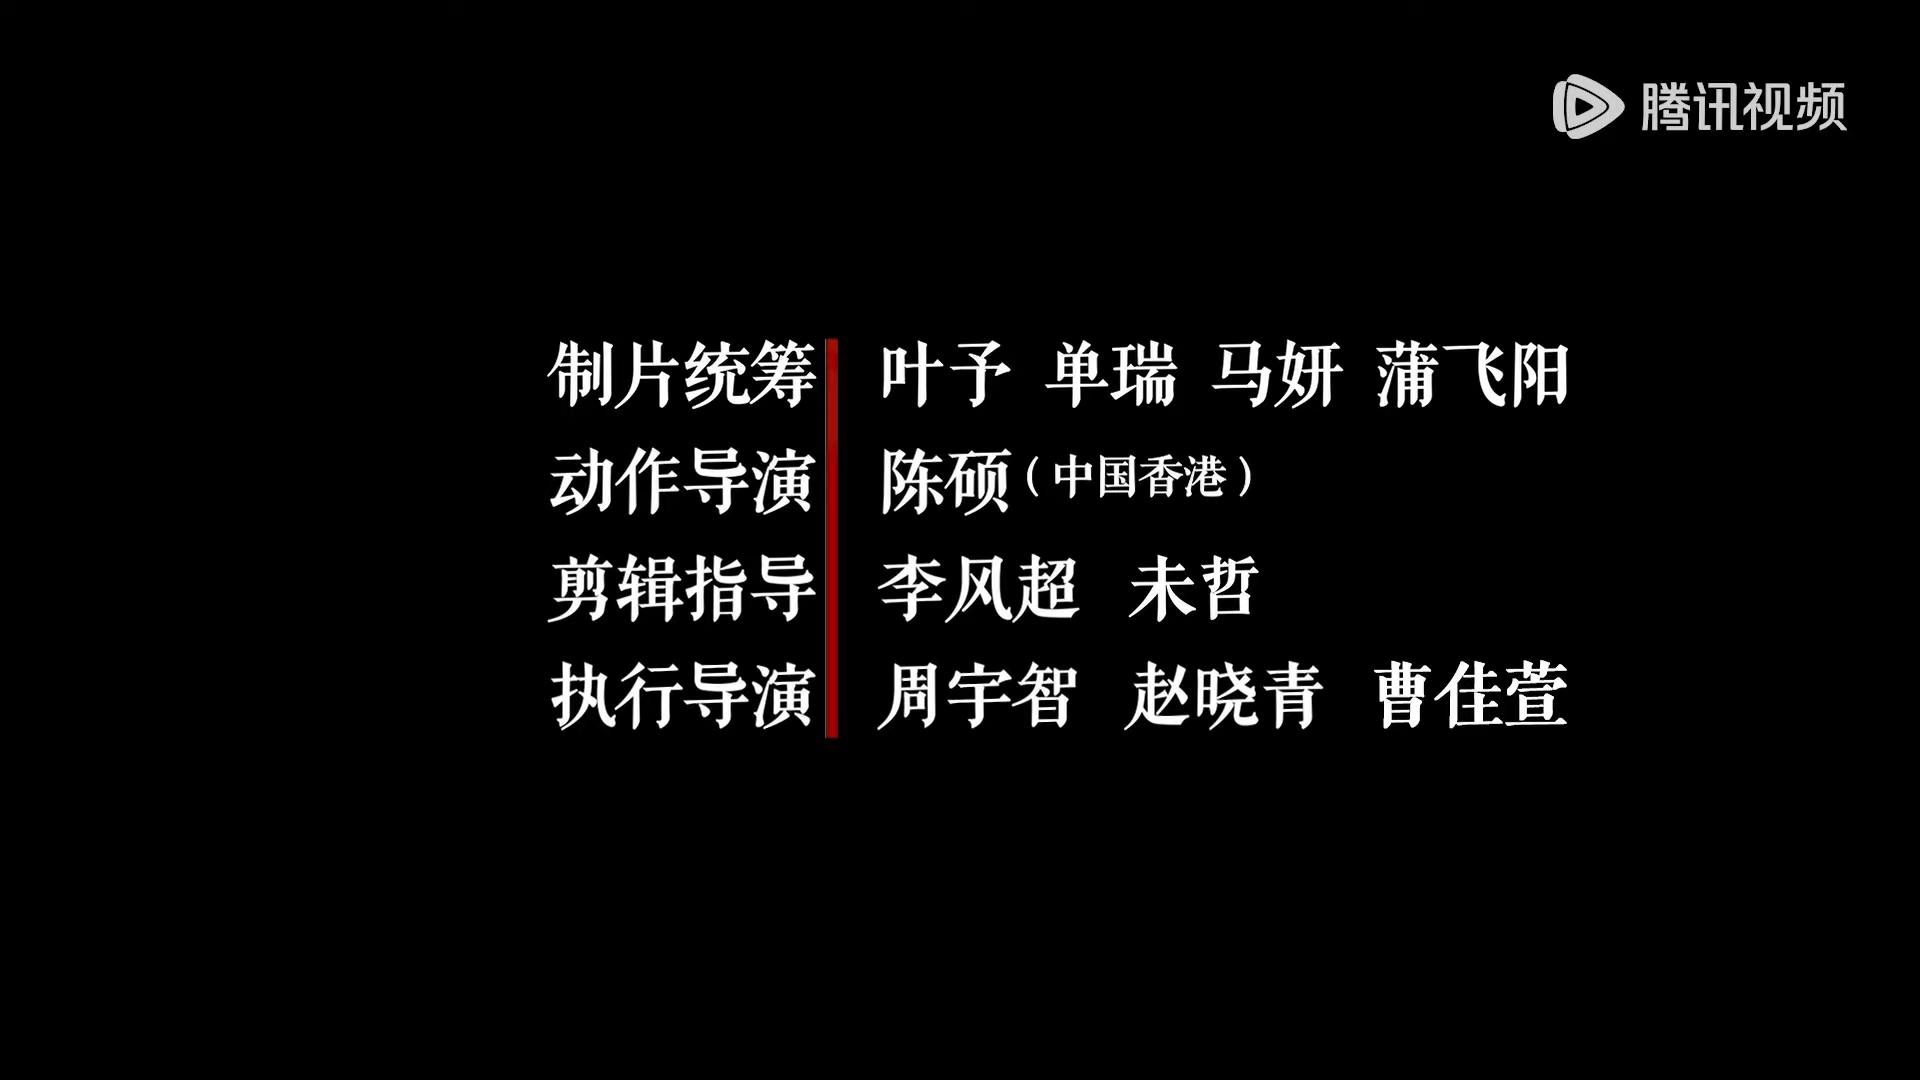 腾讯视频
制片统筹 叶予 单瑞 马妍 蒲飞阳
动作导演 陈硕（中国香港）
剪辑指导 李风超 未哲
执行导演 周宇智 赵晓青 曹佳萱